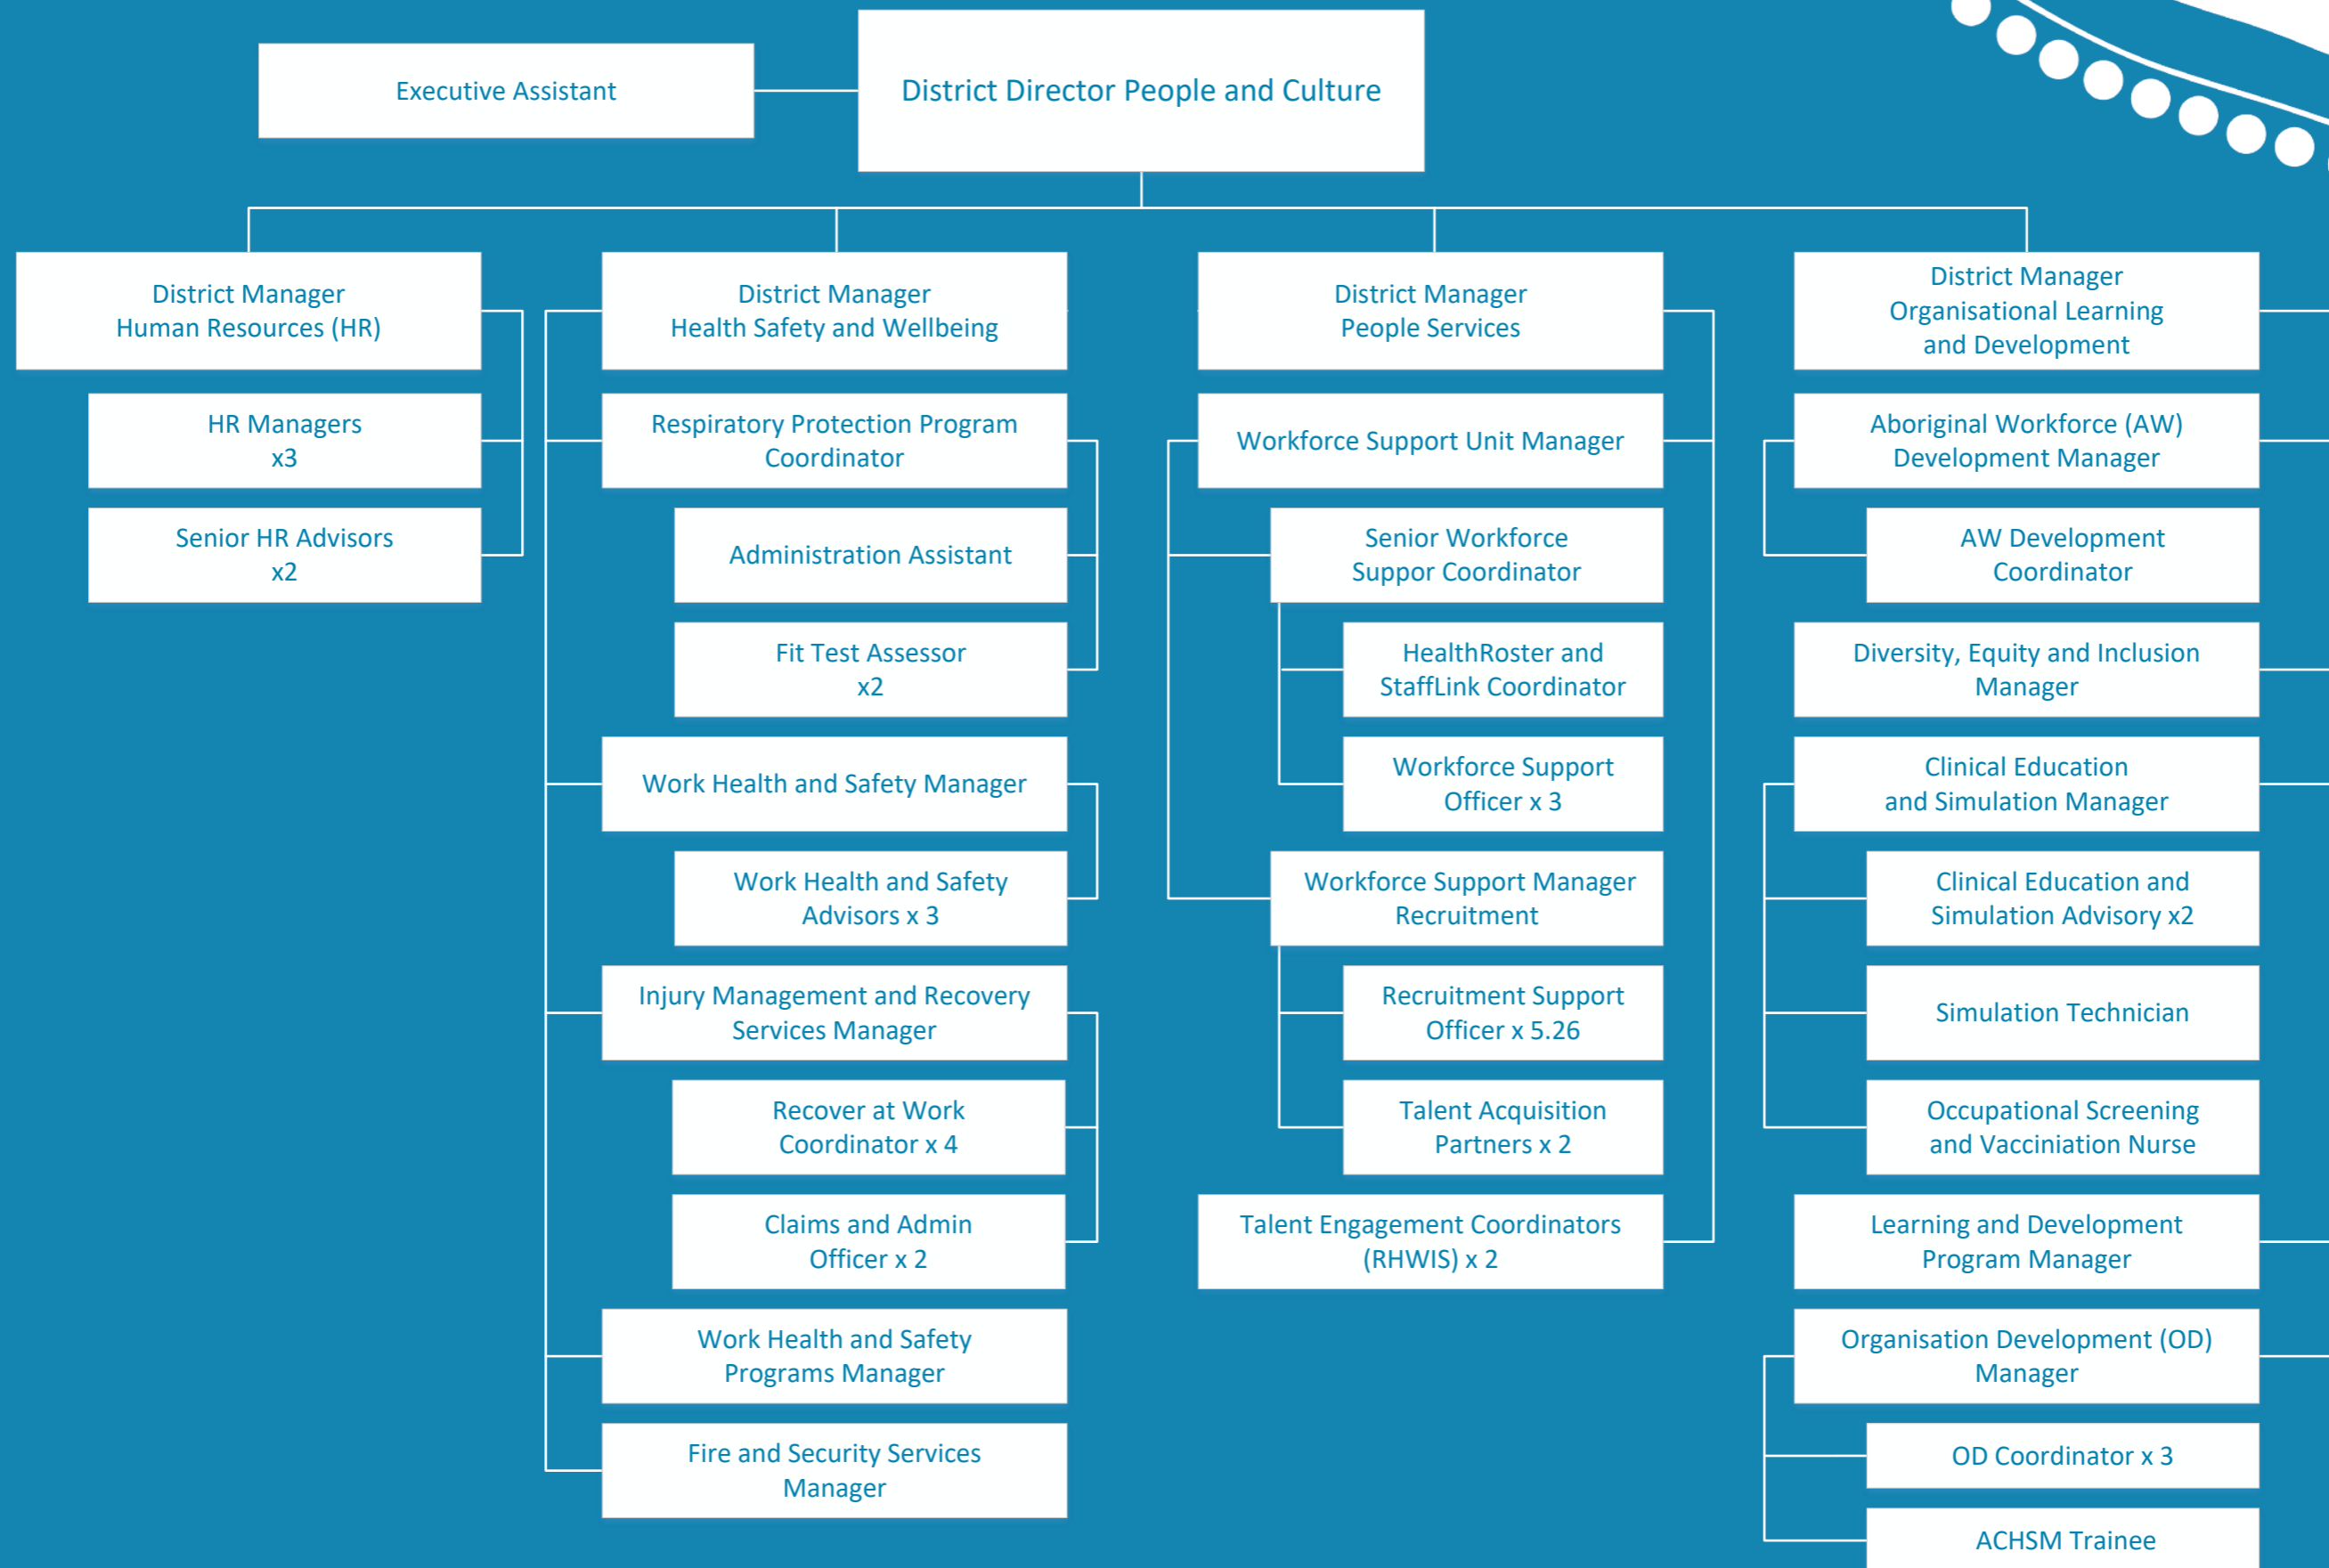 Executive Assistant
District Director People and Culture
District Manager
Human Resources (HR)
HR Managers
x3
Senior HR Advisors
x2
District Manager
Health Safety and Wellbeing
Respiratory Protection Program
Coordinator
Administration Assistant
Fit Test Assessor
x2
Work Health and Safety Manager
Work Health and Safety
Advisors x 3
Injury Management and Recovery
Services Manager
Recover at Work
Coordinator x 4
Claims and Admin
Officer x 2
Work Health and Safety
Programs Manager
Fire and Security Services
Manager
District Manager
People Services
Workforce Support Unit Manager
Senior Workforce
Suppor Coordinator
HealthRoster and
StaffLink Coordinator
Workforce Support
Officer x 3
Workforce Support Manager
Recruitment
Recruitment Support
Officer x 5.26
Talent Acquisition
Partners x 2
Talent Engagement Coordinators
(RHWIS) x 2
District Manager
Organisational Learning
and Development
Aboriginal Workforce (AW)
Development Manager
AW Development
Coordinator
Diversity, Equity and Inclusion
Manager
Clinical Education
and Simulation Manager
Clinical Education and
Simulation Advisory x2
Simulation Technician
Occupational Screening
and Vacciniation Nurse
Learning and Development
Program Manager
Organisation Development (OD)
Manager
OD Coordinator x 3
ACHSM Trainee